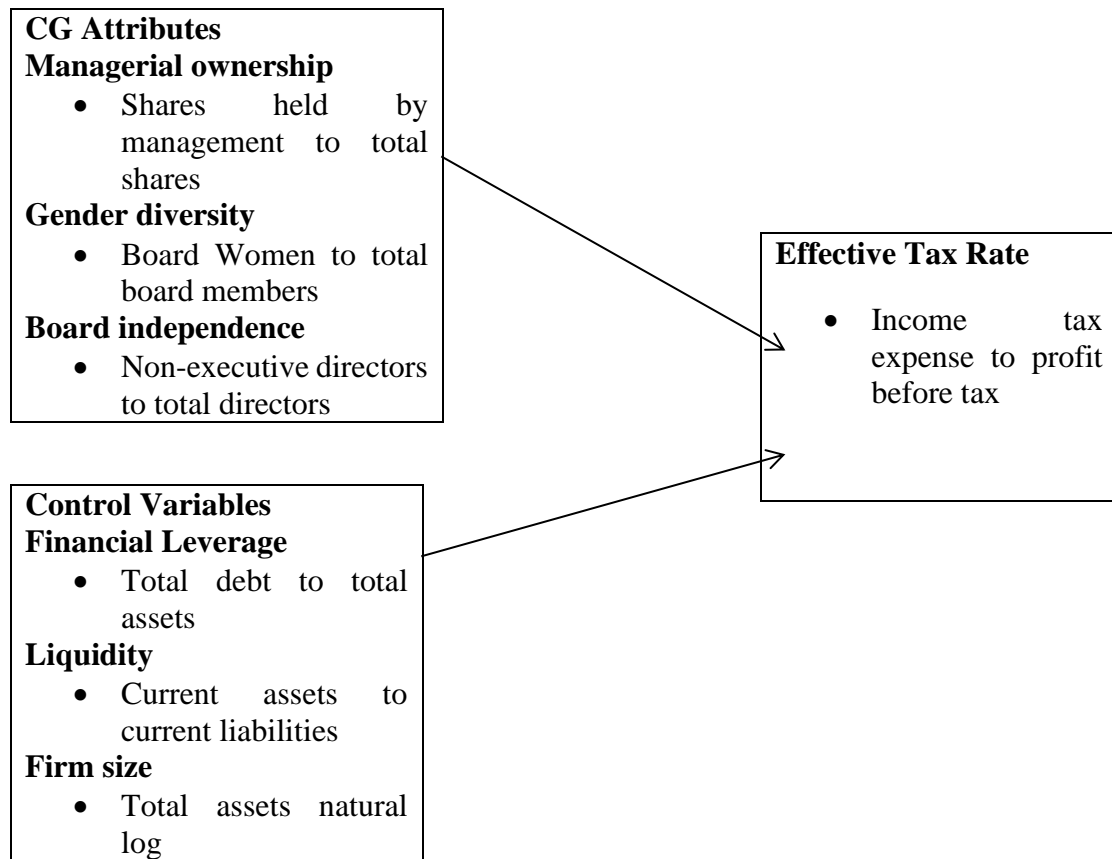 CG Attributes
Managerial ownership
• Shares held by
management to total
shares
Gender diversity
• Board Women to total
board members
Board independence
• Non-executive directors
to total directors
Effective Tax Rate
• Income tax
expense to profit
before tax
Control Variables
Financial Leverage
• Total debt to total
assets
Liquidity
• Current assets to
current liabilities
Firm size
• Total assets natural
log